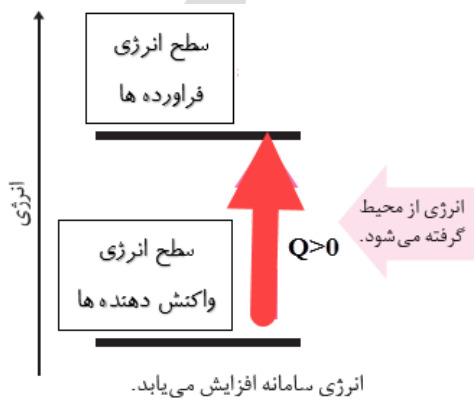 سطح انرژی
فراورده ها
انرژی
انرژی از محیط
گرفته می‌شود.
Q>0
سطح انرژی
واکنش دهنده ها
انرژی سامانه افزایش می‌یابد.